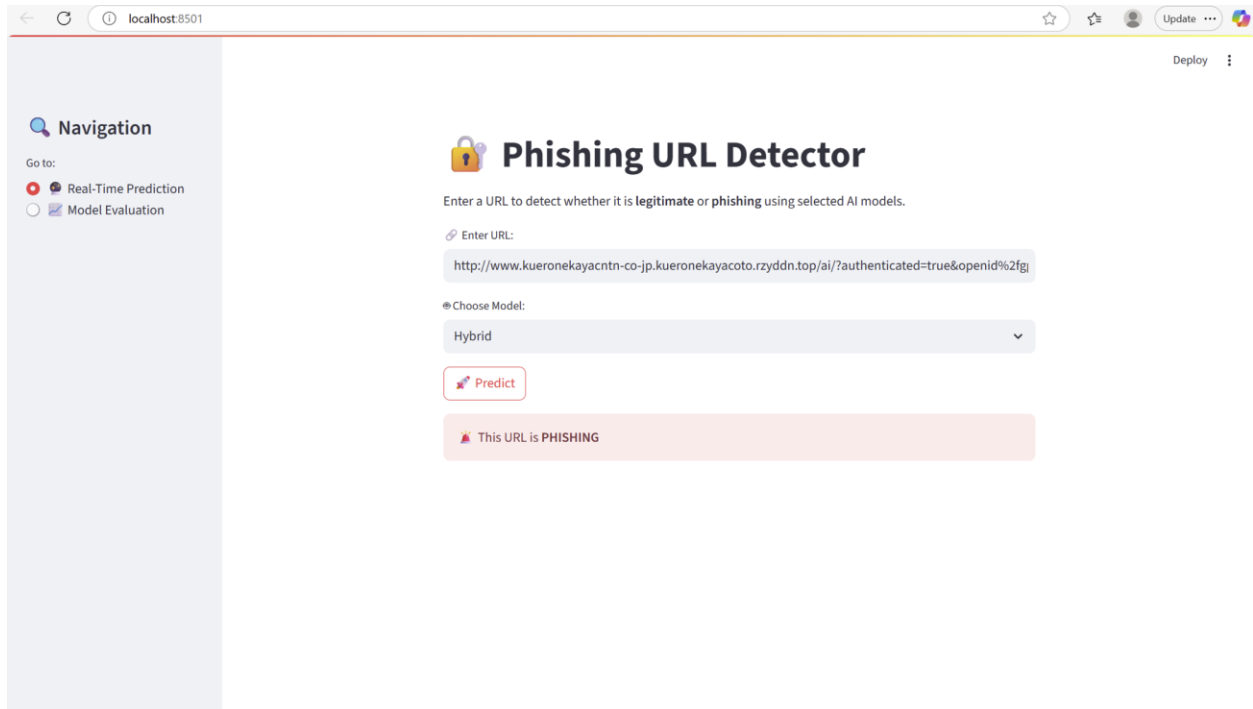 localhost:8501
Update
Deploy
Navigation
Go to:
Real-Time Prediction
Model Evaluation
Phishing URL Detector
Enter a URL to detect whether it is legitimate or phishing using selected AI models.
Enter URL:
http://www.kueronekayacntn-co-jp.kueronekayacoto.rzyddn.top/ai/?authenticated=true&openid%2fg
Choose Model:
Hybrid
Predict
This URL is PHISHING